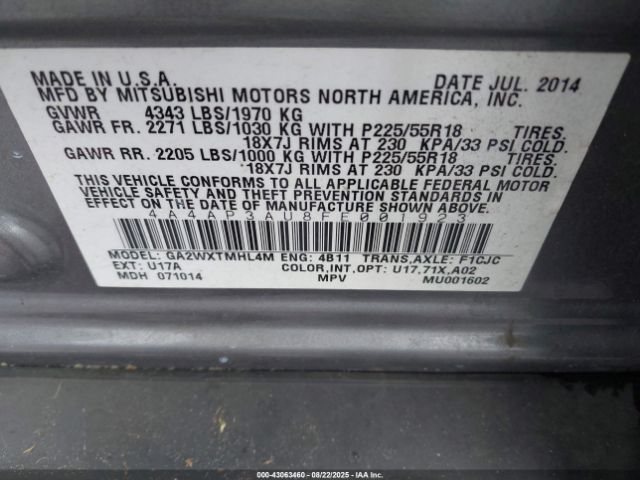 MADE IN U.S.A. DATE JUL. 2014
MFD BY MITSUBISHI MOTORS NORTH AMERICA, INC.
GVWR 4343 LBS/1970 KG
GAWR FR. 2271 LBS/1030 KG WITH P225/55R18 TIRES.
18X7J RIMS AT 230 KPA/33 PSI COLD.
GAWR RR. 2205 LBS/1000 KG WITH P225/55R18 TIRES.
18X7J RIMS AT 230 KPA/33 PSI COLD.
THIS VEHICLE CONFORMS TO ALL APPLICABLE FEDERAL MOTOR
VEHICLE SAFETY AND THEFT PREVENTION STANDARDS IN
EFFECT ON THE DATE OF MANUFACTURE SHOWN ABOVE.
4A4AP3AU8FE001923
MODEL: GA2WXTMHL4M ENG: 4B11 TRANS,AXLE: F1CJC
EXT: U17A COLOR,INT,OPT: U17,71X,A02
MDH 071014 MPV MU001602
000-43063460 - 08/22/2025 - IAAI.com